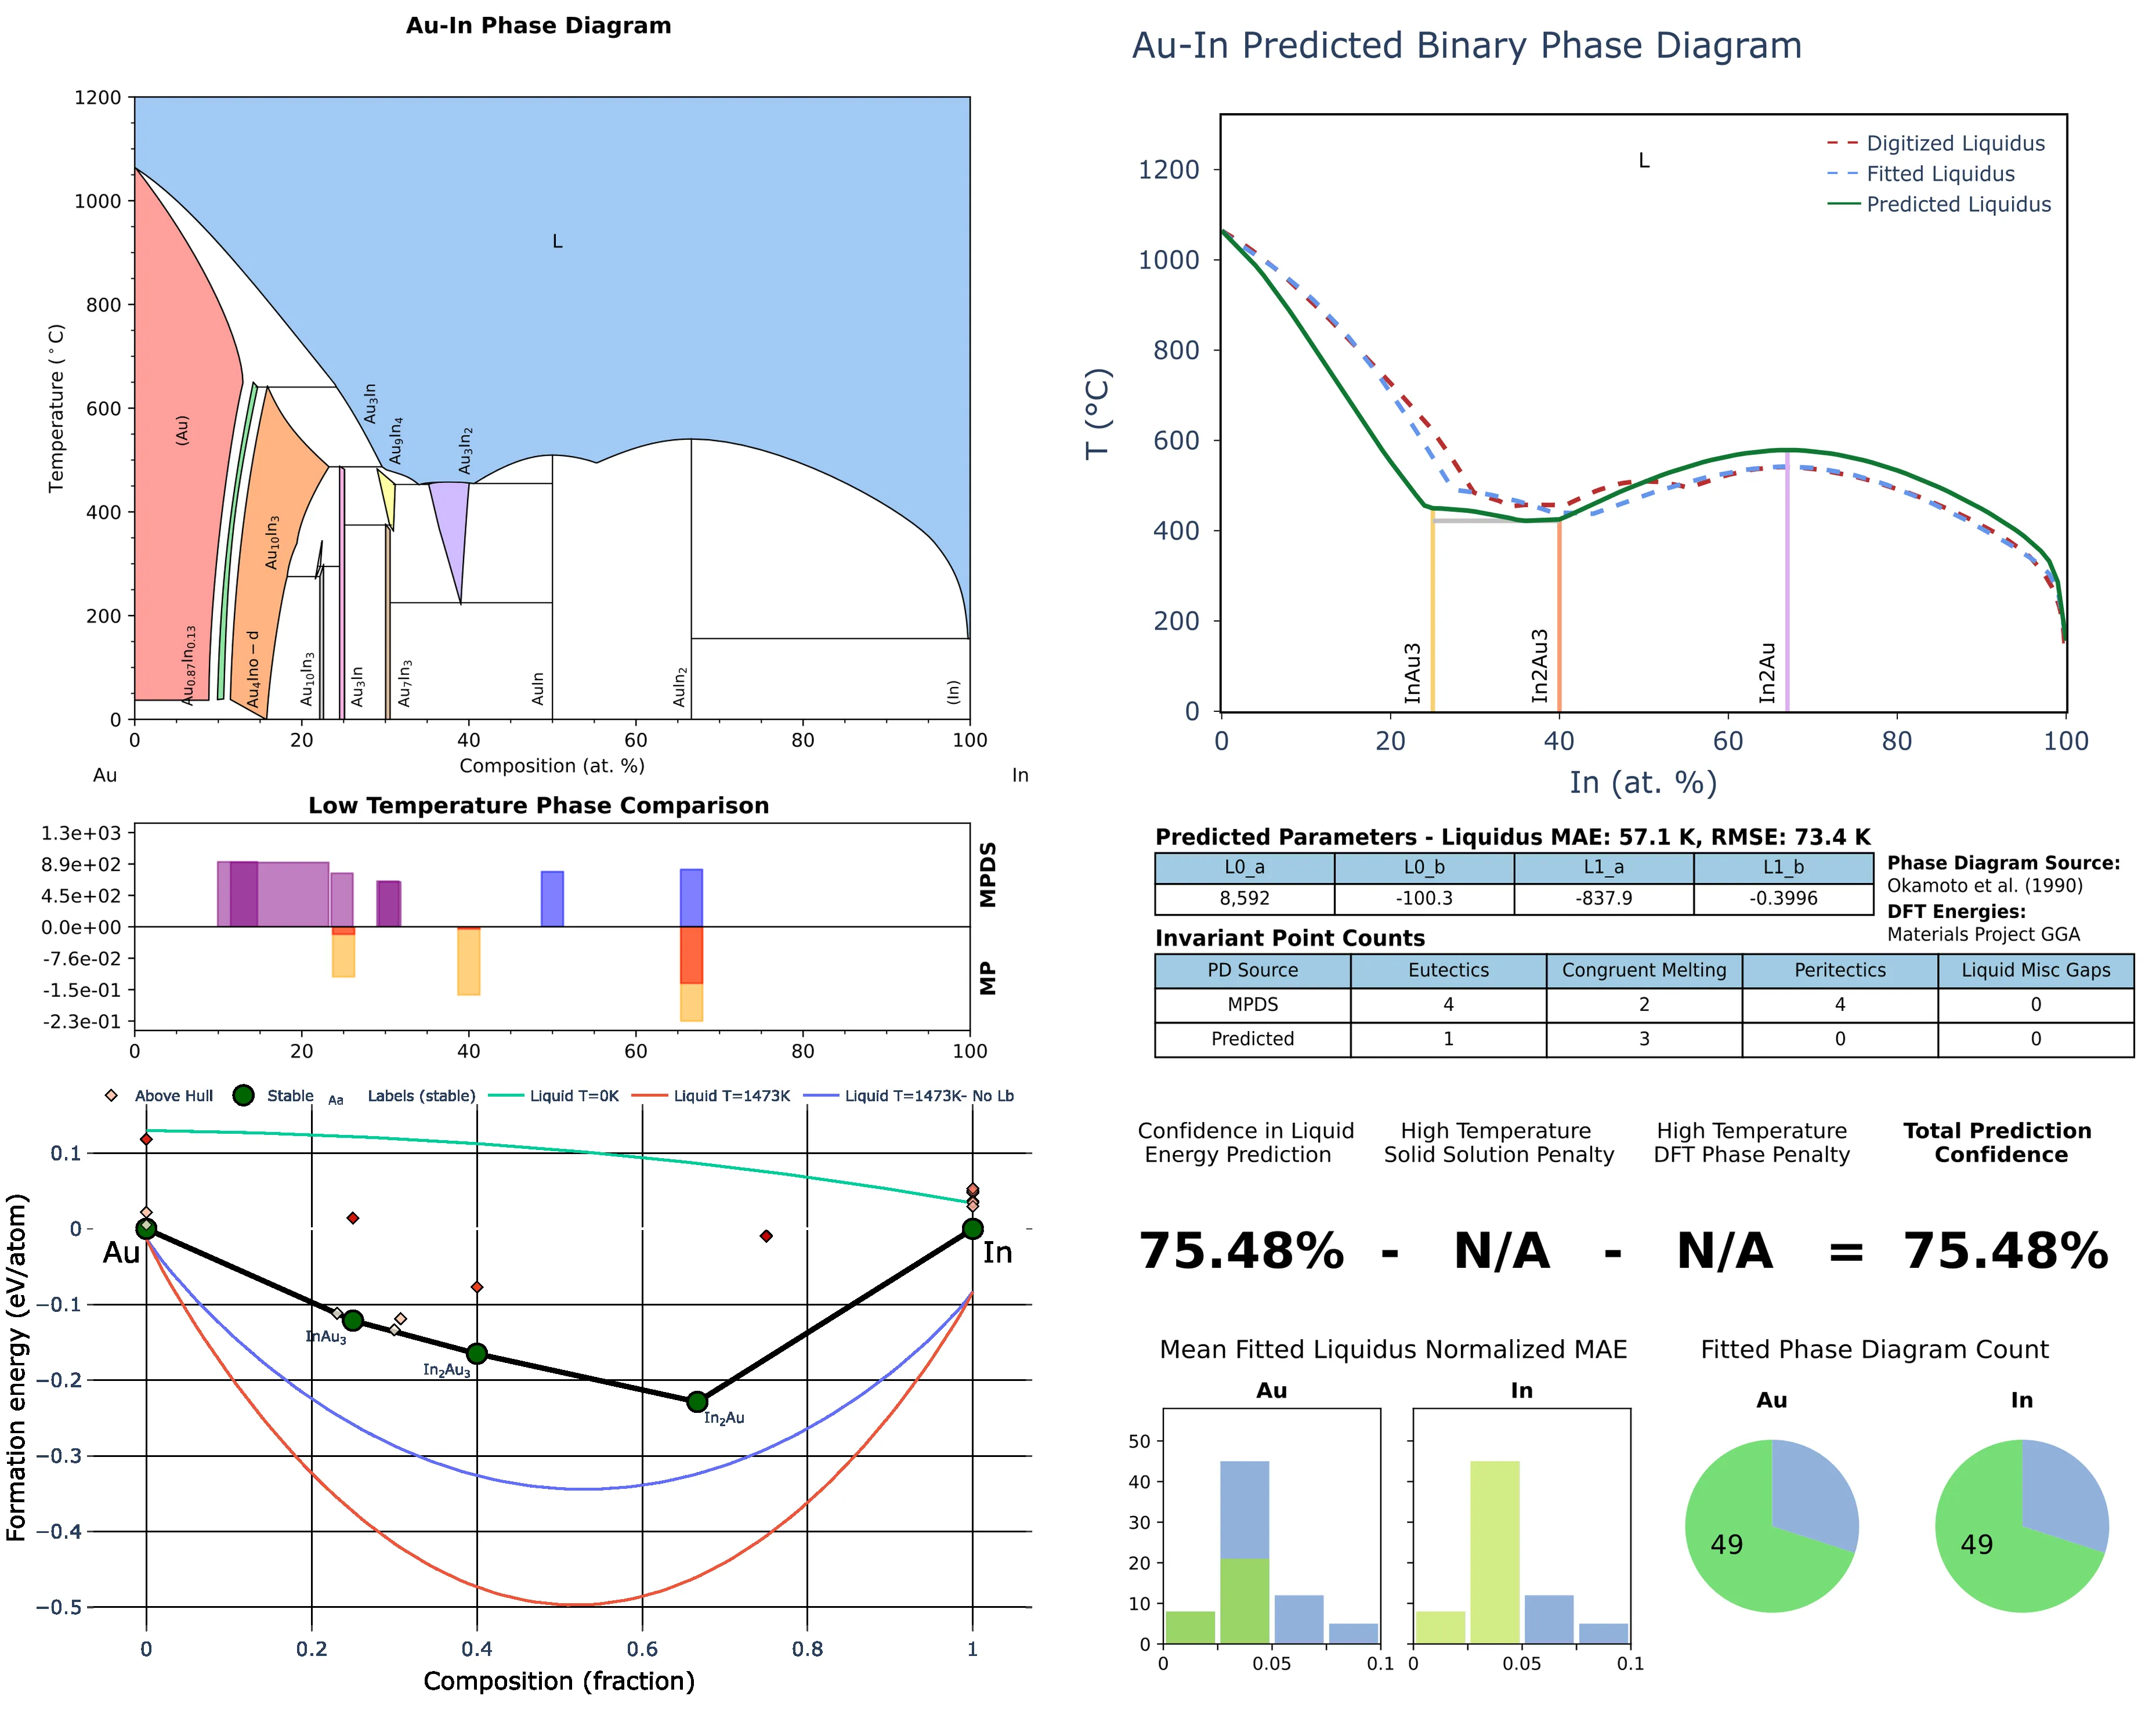 Au-In Phase Diagram
1200
1000
800
600
400
200
0
Temperature (°C)
L
(Au)
Au0.87In0.13
Au4Ino−d
Au10In3
Au10In3
Au3In
Au3In
Au9In4
Au7In3
Au3In2
AuIn
AuIn2
(In)
0 20 40 60 80 100
Composition (at. %)
Au In
Low Temperature Phase Comparison
1.3e+03
8.9e+02
4.5e+02
0.0e+00
-7.6e-02
-1.5e-01
-2.3e-01
MPDS
MP
0 20 40 60 80 100
Above Hull Stable Aa Labels (stable) Liquid T=0K Liquid T=1473K Liquid T=1473K- No Lb
0.1
0
−0.1
−0.2
−0.3
−0.4
−0.5
Formation energy (eV/atom)
Au
In
InAu3
In2Au3
In2Au
0 0.2 0.4 0.6 0.8 1
Composition (fraction)
Au-In Predicted Binary Phase Diagram
L
Digitized Liquidus
Fitted Liquidus
Predicted Liquidus
1200
1000
800
600
400
200
0
T (°C)
InAu3
In2Au3
In2Au
0 20 40 60 80 100
In (at. %)
Predicted Parameters - Liquidus MAE: 57.1 K, RMSE: 73.4 K
L0_a L0_b L1_a L1_b
8,592 -100.3 -837.9 -0.3996
Phase Diagram Source:
Okamoto et al. (1990)
DFT Energies:
Materials Project GGA
Invariant Point Counts
PD Source Eutectics Congruent Melting Peritectics Liquid Misc Gaps
MPDS 4 2 4 0
Predicted 1 3 0 0
Confidence in Liquid
Energy Prediction
High Temperature
Solid Solution Penalty
High Temperature
DFT Phase Penalty
Total Prediction
Confidence
75.48% - N/A - N/A = 75.48%
Mean Fitted Liquidus Normalized MAE
Au In
50
40
30
20
10
0
0 0.05 0.1
0 0.05 0.1
Fitted Phase Diagram Count
Au In
49 49